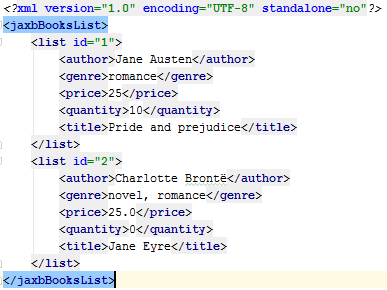 <?xml version="1.0" encoding="UTF-8" standalone="no"?>
<jaxbBooksList>
    <list id="1">
        <author>Jane Austen</author>
        <genre>romance</genre>
        <price>25</price>
        <quantity>10</quantity>
        <title>Pride and prejudice</title>
    </list>
    <list id="2">
        <author>Charlotte Brontë</author>
        <genre>novel, romance</genre>
        <price>25.0</price>
        <quantity>0</quantity>
        <title>Jane Eyre</title>
    </list>
</jaxbBooksList>